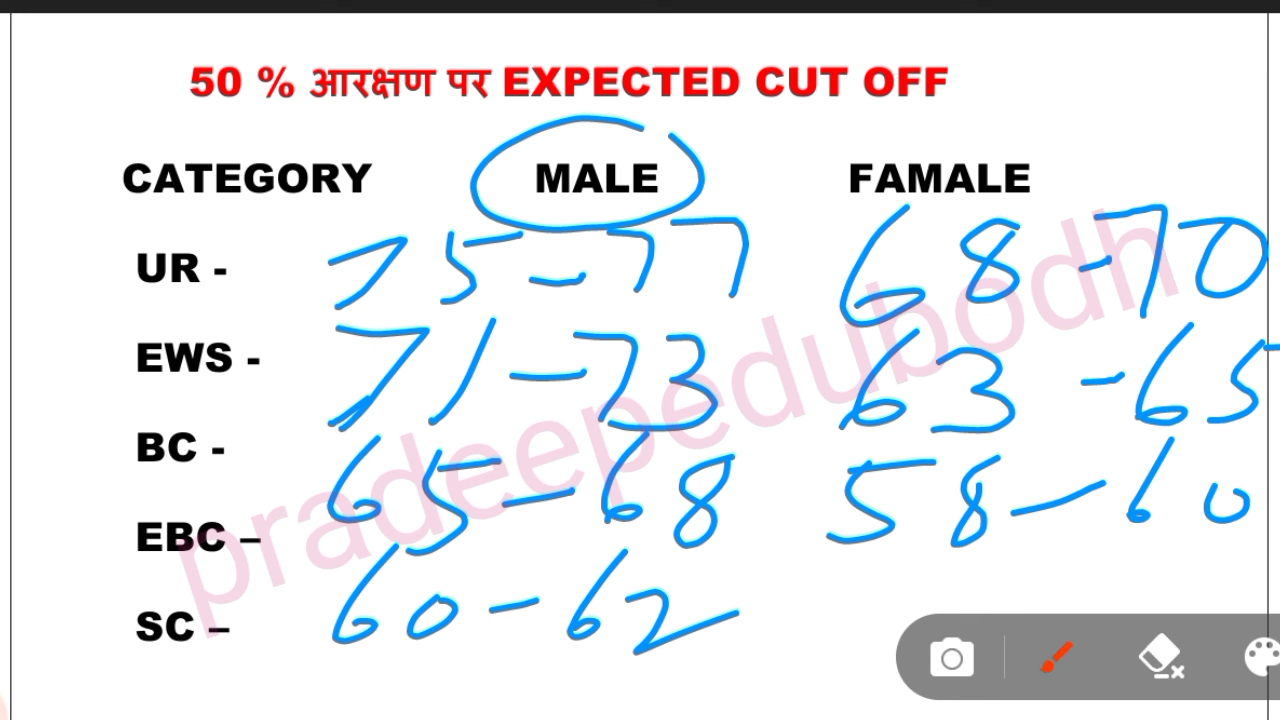 50 % आरक्षण पर EXPECTED CUT OFF
CATEGORY MALE FAMALE
UR - 75-77 68-70
EWS - 71-73 63-65
BC - 65-68 58-60
EBC –
SC – 60-62
pradeepedubodh